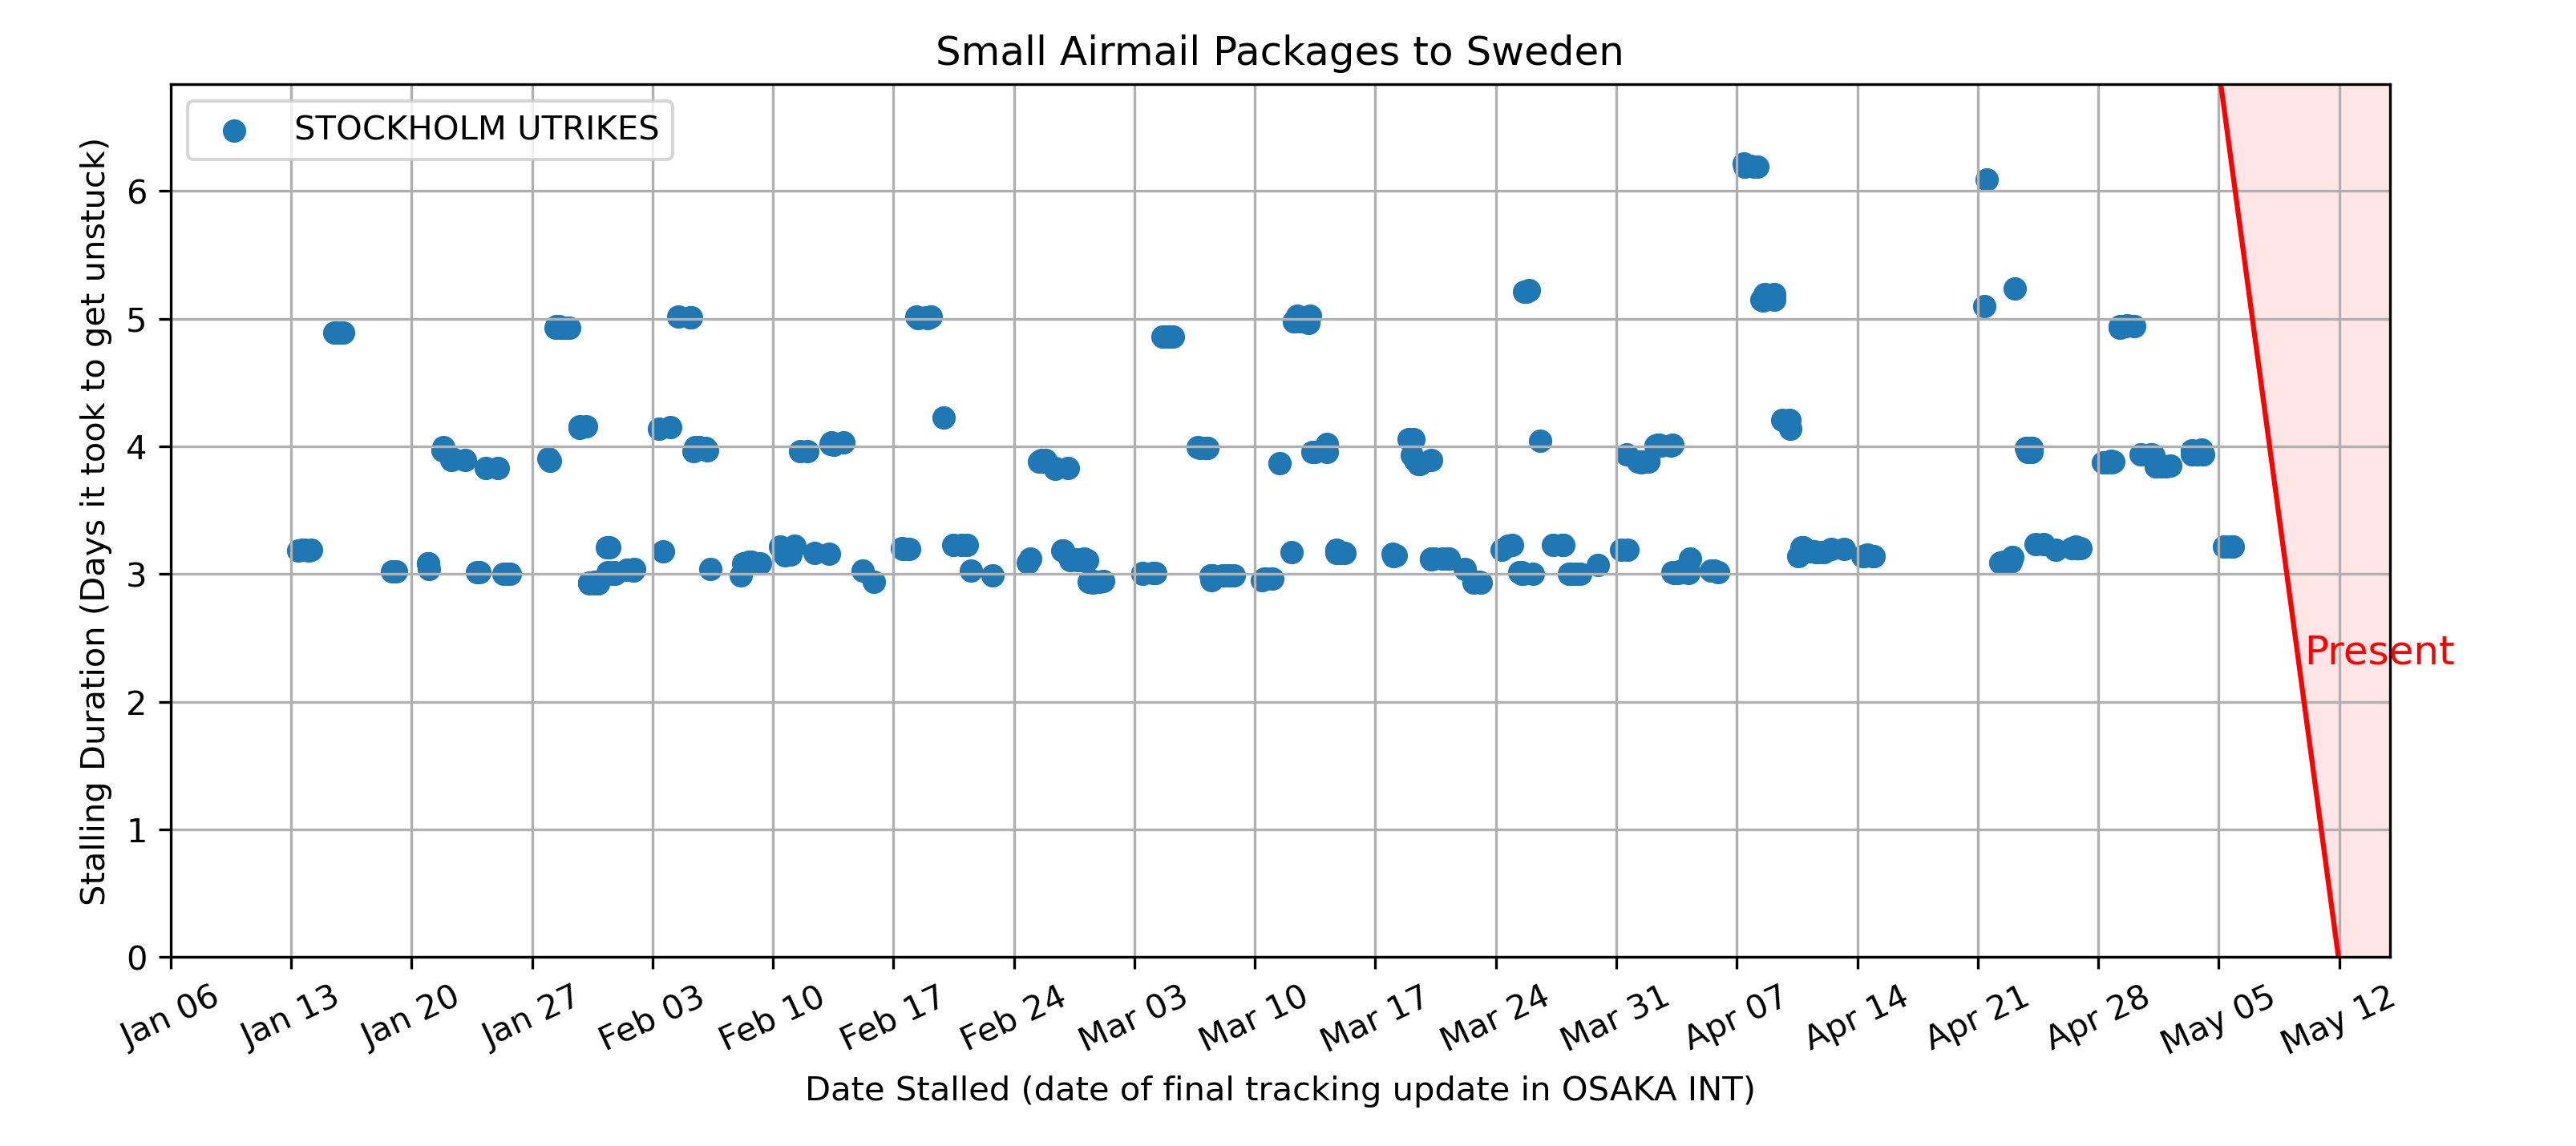 Small Airmail Packages to Sweden
STOCKHOLM UTRIKES
Stalling Duration (Days it took to get unstuck)
6
5
4
3
2
1
0
Present
Jan 06
Jan 13
Jan 20
Jan 27
Feb 03
Feb 10
Feb 17
Feb 24
Mar 03
Mar 10
Mar 17
Mar 24
Mar 31
Apr 07
Apr 14
Apr 21
Apr 28
May 05
May 12
Date Stalled (date of final tracking update in OSAKA INT)